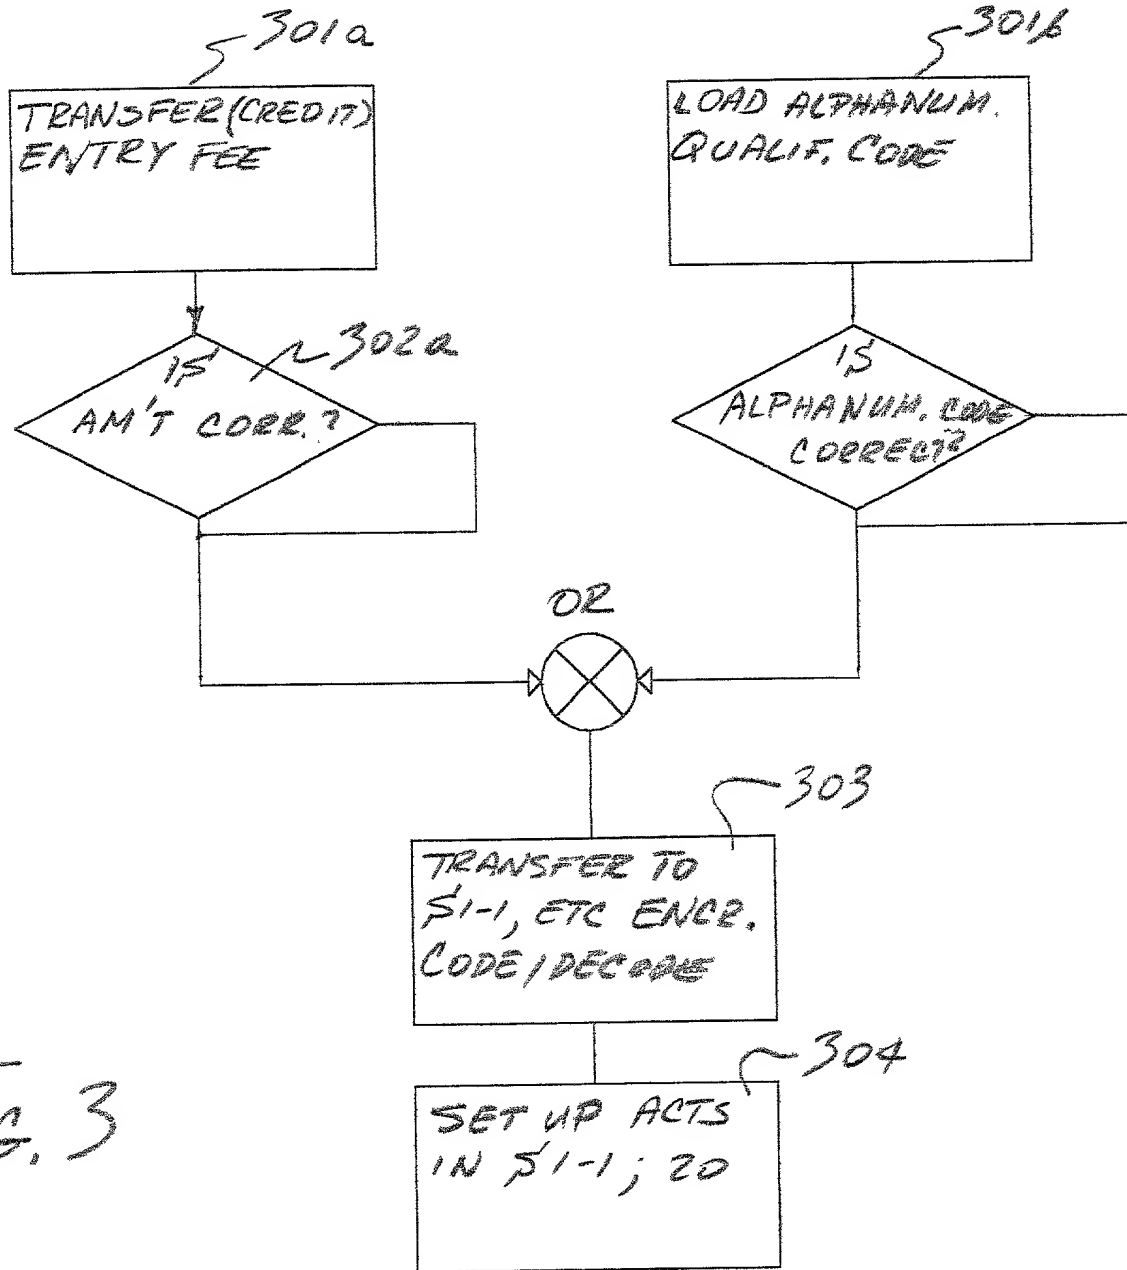 301a
TRANSFER (CREDIT)
ENTRY FEE
301b
LOAD ALPHANUM.
QUALIF. CODE
302a
IS
AM'T CORR.?
IS
ALPHANUM. CODE
CORRECT?
OR
303
TRANSFER TO
S1-1, ETC ENCR.
CODE / DECODE
304
SET UP ACTS
IN S1-1; 20
G. 3